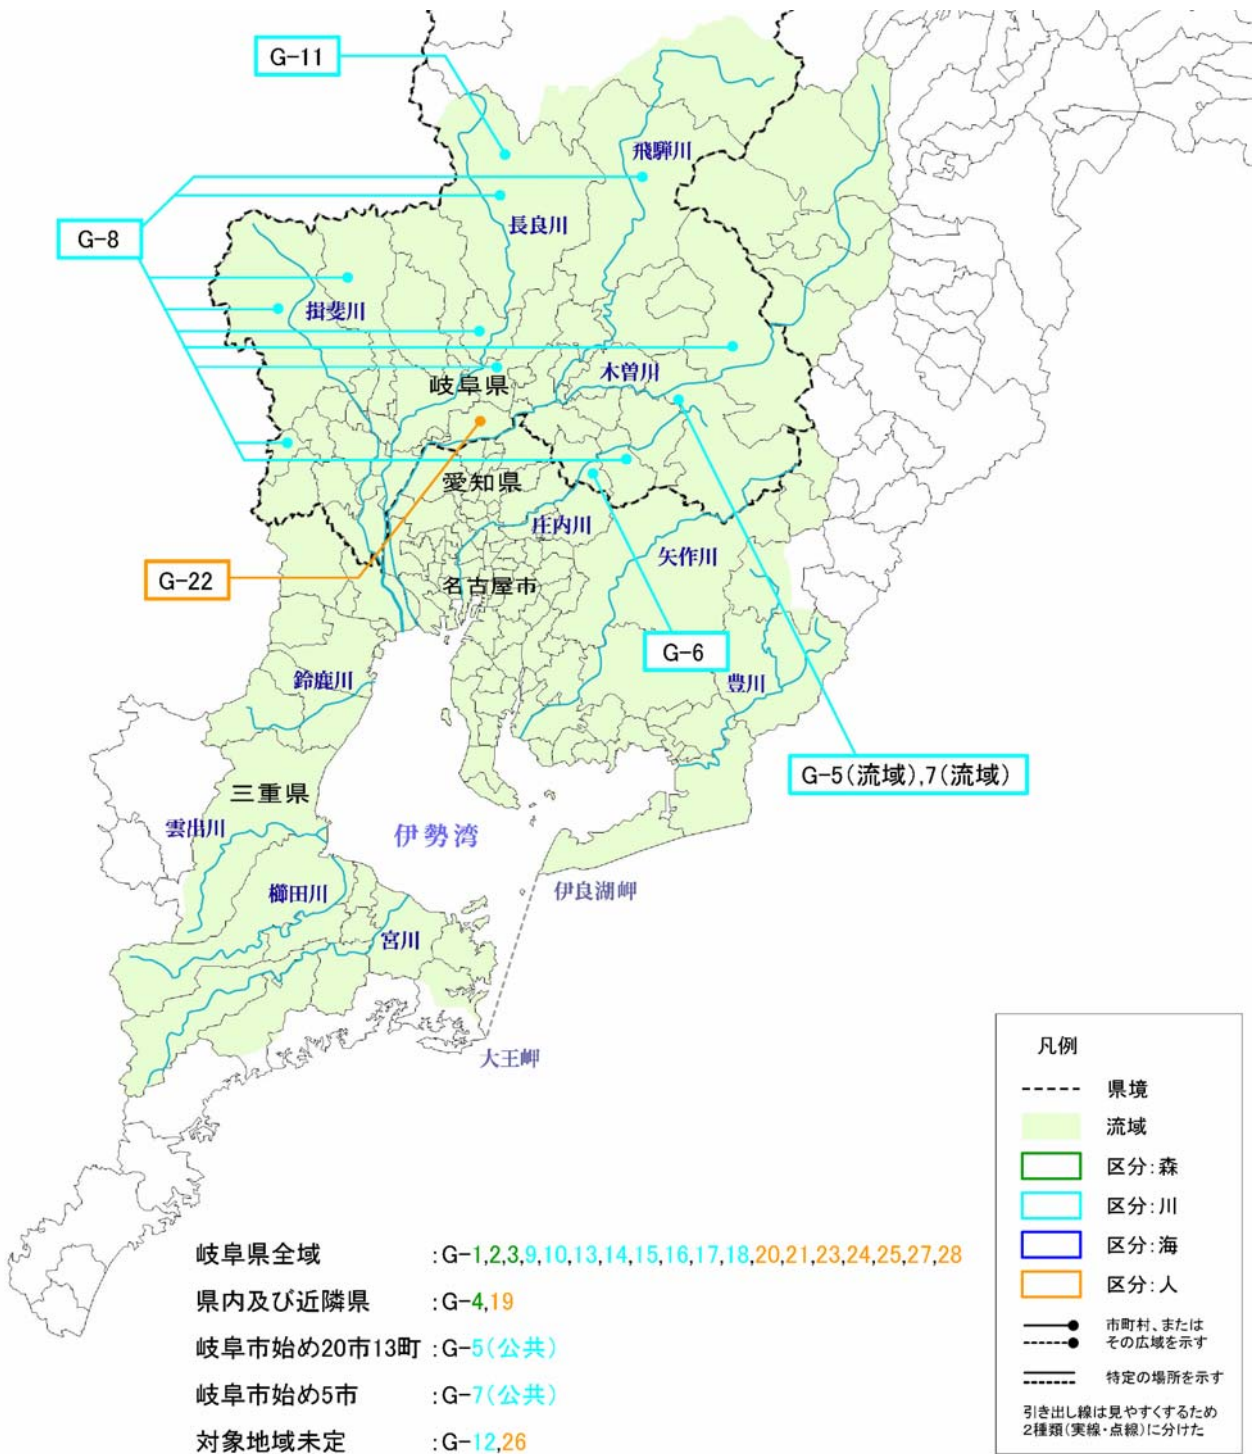 G-11
飛騨川
長良川
G-8
揖斐川
木曽川
岐阜県
愛知県
庄内川
矢作川
G-22
名古屋市
G-6
鈴鹿川
豊川
G-5(流域),7(流域)
三重県
雲出川
伊勢湾
櫛田川
伊良湖岬
宮川
大王岬
凡例
県境
流域
区分:森
区分:川
区分:海
区分:人
市町村、または
その広域を示す
特定の場所を示す
引き出し線は見やすくするため
2種類(実線・点線)に分けた
岐阜県全域 :G-1,2,3,9,10,13,14,15,16,17,18,20,21,23,24,25,27,28
県内及び近隣県 :G-4,19
岐阜市始め20市13町 :G-5(公共)
岐阜市始め5市 :G-7(公共)
対象地域未定 :G-12,26